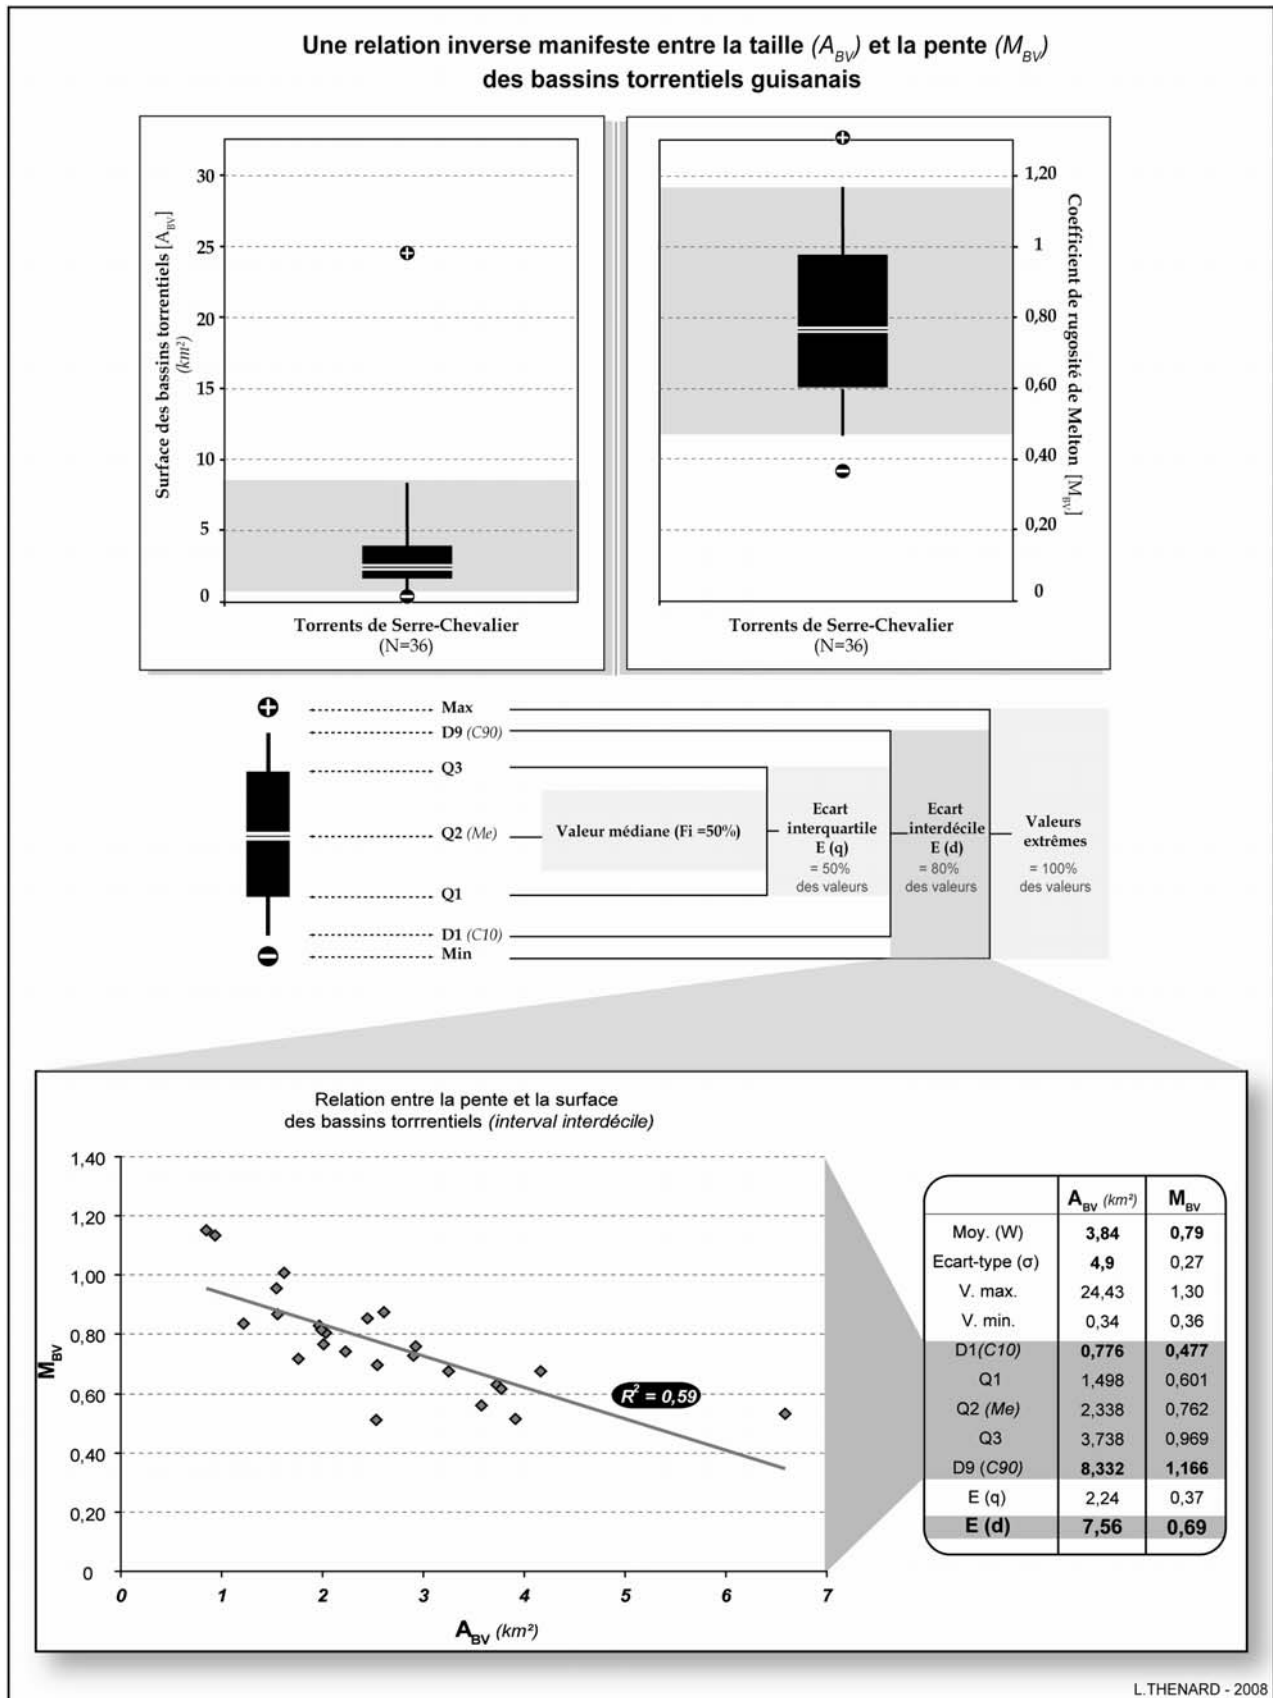 Une relation inverse manifeste entre la taille (A_BV) et la pente (M_BV)
des bassins torrentiels guisanais
Surface des bassins torrentiels [A_BV]
(km²)
30
25
20
15
10
5
0
Torrents de Serre-Chevalier
(N=36)
1,20
1
0,80
0,60
0,40
0,20
0
Coefficient de rugosité de Melton [M_BV]
Torrents de Serre-Chevalier
(N=36)
Max
D9 (C90)
Q3
Q2 (Me)
Q1
D1 (C10)
Min
Valeur médiane (Fi =50%)
Ecart
interquartile
E (q)
= 50%
des valeurs
Ecart
interdécile
E (d)
= 80%
des valeurs
Valeurs
extrêmes
= 100%
des valeurs
Relation entre la pente et la surface
des bassins torrrentiels (interval interdécile)
M_BV
1,40
1,20
1,00
0,80
0,60
0,40
0,20
0
R² = 0,59
0 1 2 3 4 5 6 7
A_BV (km²)
A_BV (km²) M_BV
Moy. (W) 3,84 0,79
Ecart-type (σ) 4,9 0,27
V. max. 24,43 1,30
V. min. 0,34 0,36
D1(C10) 0,776 0,477
Q1 1,498 0,601
Q2 (Me) 2,338 0,762
Q3 3,738 0,969
D9 (C90) 8,332 1,166
E (q) 2,24 0,37
E (d) 7,56 0,69
L.THENARD - 2008